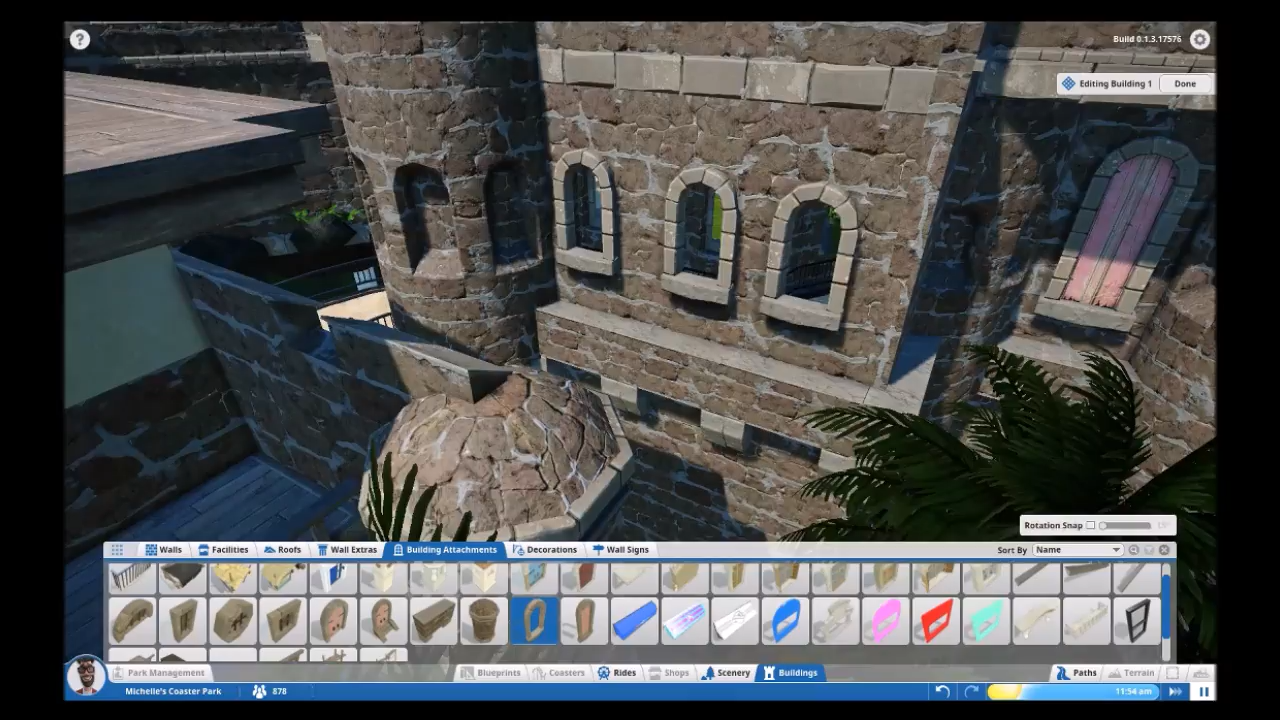 ?
Build 0.1.3.17576
Editing Building 1
Done
Rotation Snap
Walls
Facilities
Roofs
Wall Extras
Building Attachments
Decorations
Wall Signs
Sort By
Name
Park Management
Blueprints
Coasters
Rides
Shops
Scenery
Buildings
Paths
Terrain
Michelle's Coaster Park
878
11:54 am